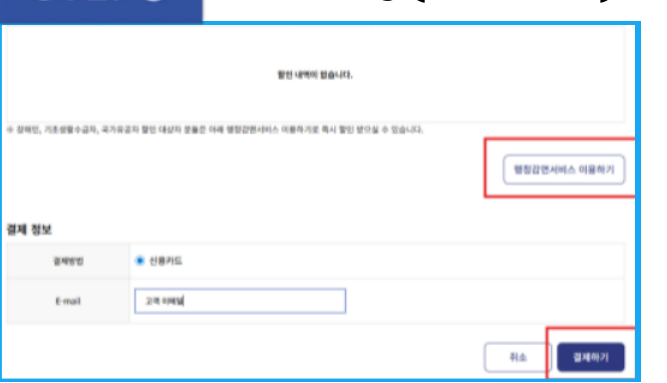 할인 내역이 없습니다.
※ 장애인, 기초생활수급자, 국가유공자 할인 대상자 분들은 아래 행정감면서비스 이용하기로 즉시 할인 받으실 수 있습니다.
행정감면서비스 이용하기
결제 정보
결제방법
신용카드
E-mail
고객 이메일
취소
결제하기